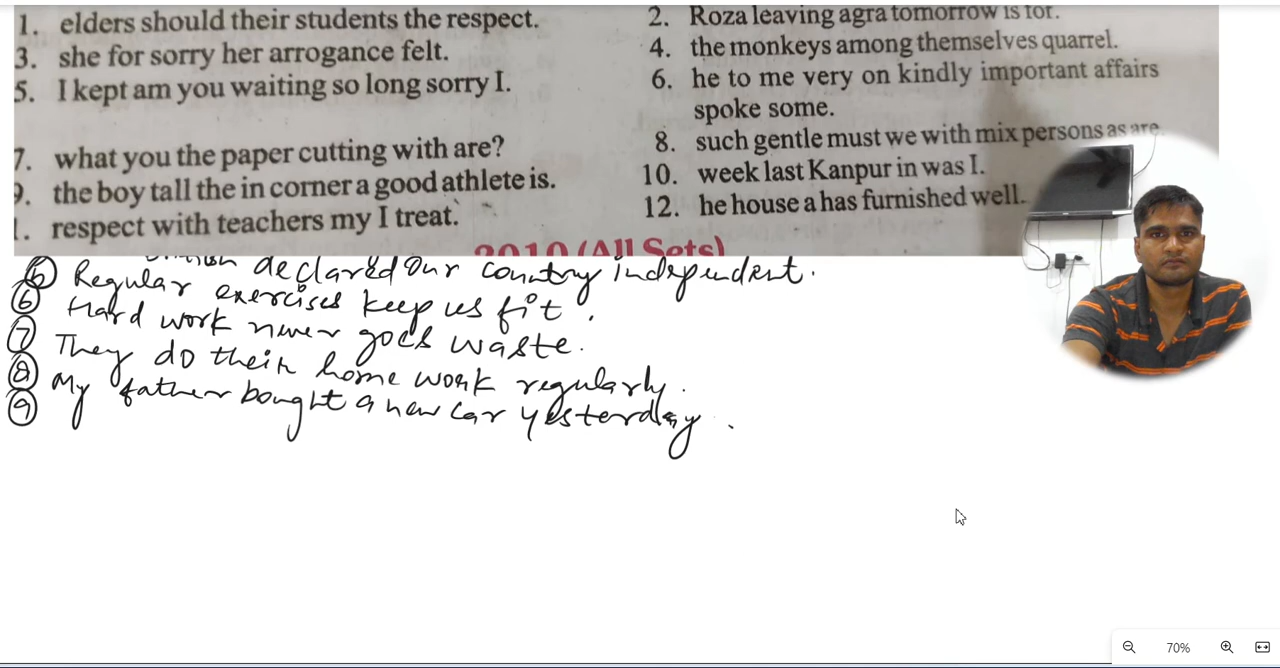 1. elders should their students the respect.
2. Roza leaving agra tomorrow is for.
3. she for sorry her arrogance felt.
4. the monkeys among themselves quarrel.
5. I kept am you waiting so long sorry I.
6. he to me very on kindly important affairs
spoke some.
7. what you the paper cutting with are?
8. such gentle must we with mix persons as are
9. the boy tall the in corner a good athlete is.
10. week last Kanpur in was I.
1. respect with teachers my I treat.
12. he house a has furnished well.
2010 (All Sets)
declared our country independent.
6 Regular exercises keep us fit.
6 Hard work never goes waste.
7 They do their home work regularly.
8 My father bought a new car yesterday.
9
70%